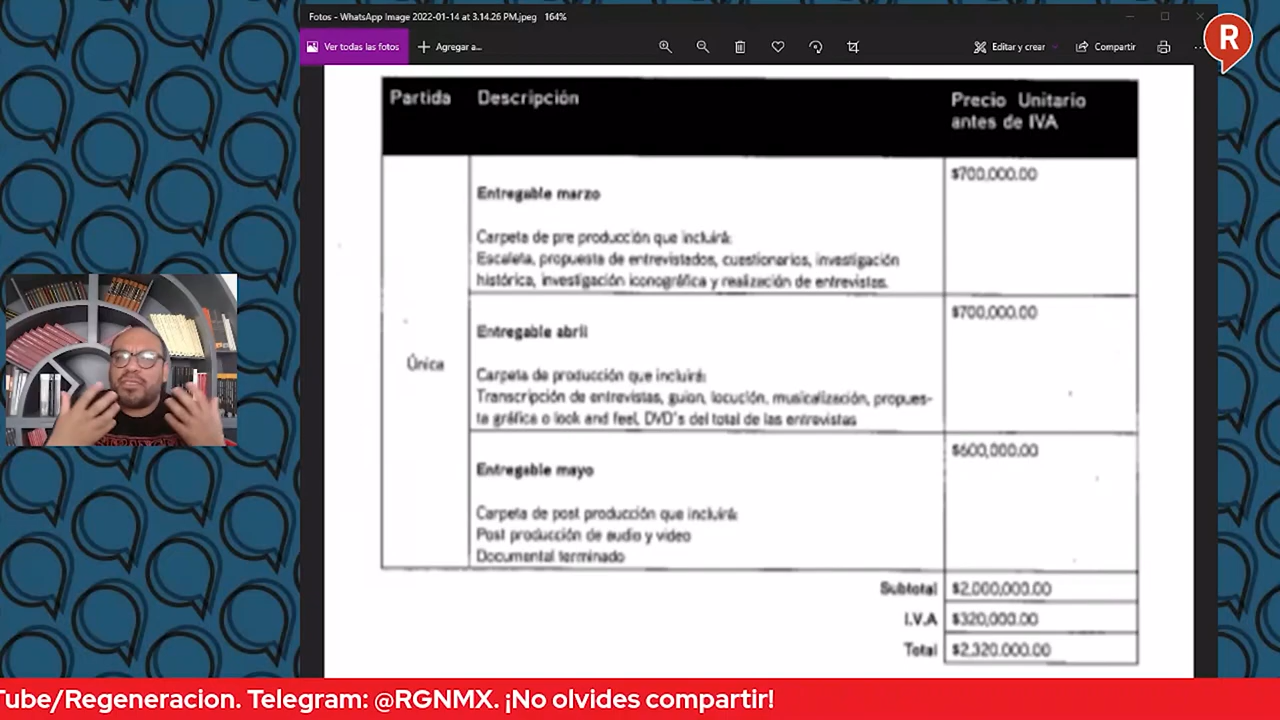 Fotos - WhatsApp Image 2022-01-14 at 3.14.26 PM.jpeg 164%
Ver todas las fotos
Agregar a...
Editar y crear
Compartir
R
Partida Descripción Precio Unitario
antes de IVA
Única
Entregable marzo $700,000.00
Carpeta de pre producción que incluirá:
Escaleta, propuesta de entrevistados, cuestionarios, investigación
histórica, investigación iconográfica y realización de entrevistas.
Entregable abril $700,000.00
Carpeta de producción que incluirá:
Transcripción de entrevistas, guion, locución, musicalización, propues-
ta gráfica o look and feel, DVD's del total de las entrevistas
Entregable mayo $600,000.00
Carpeta de post producción que incluirá:
Post producción de audio y video
Documental terminado
Subtotal $2,000,000.00
I.V.A $320,000.00
Total $2,320.000.00
Tube/Regeneracion. Telegram: @RGNMX. ¡No olvides compartir!